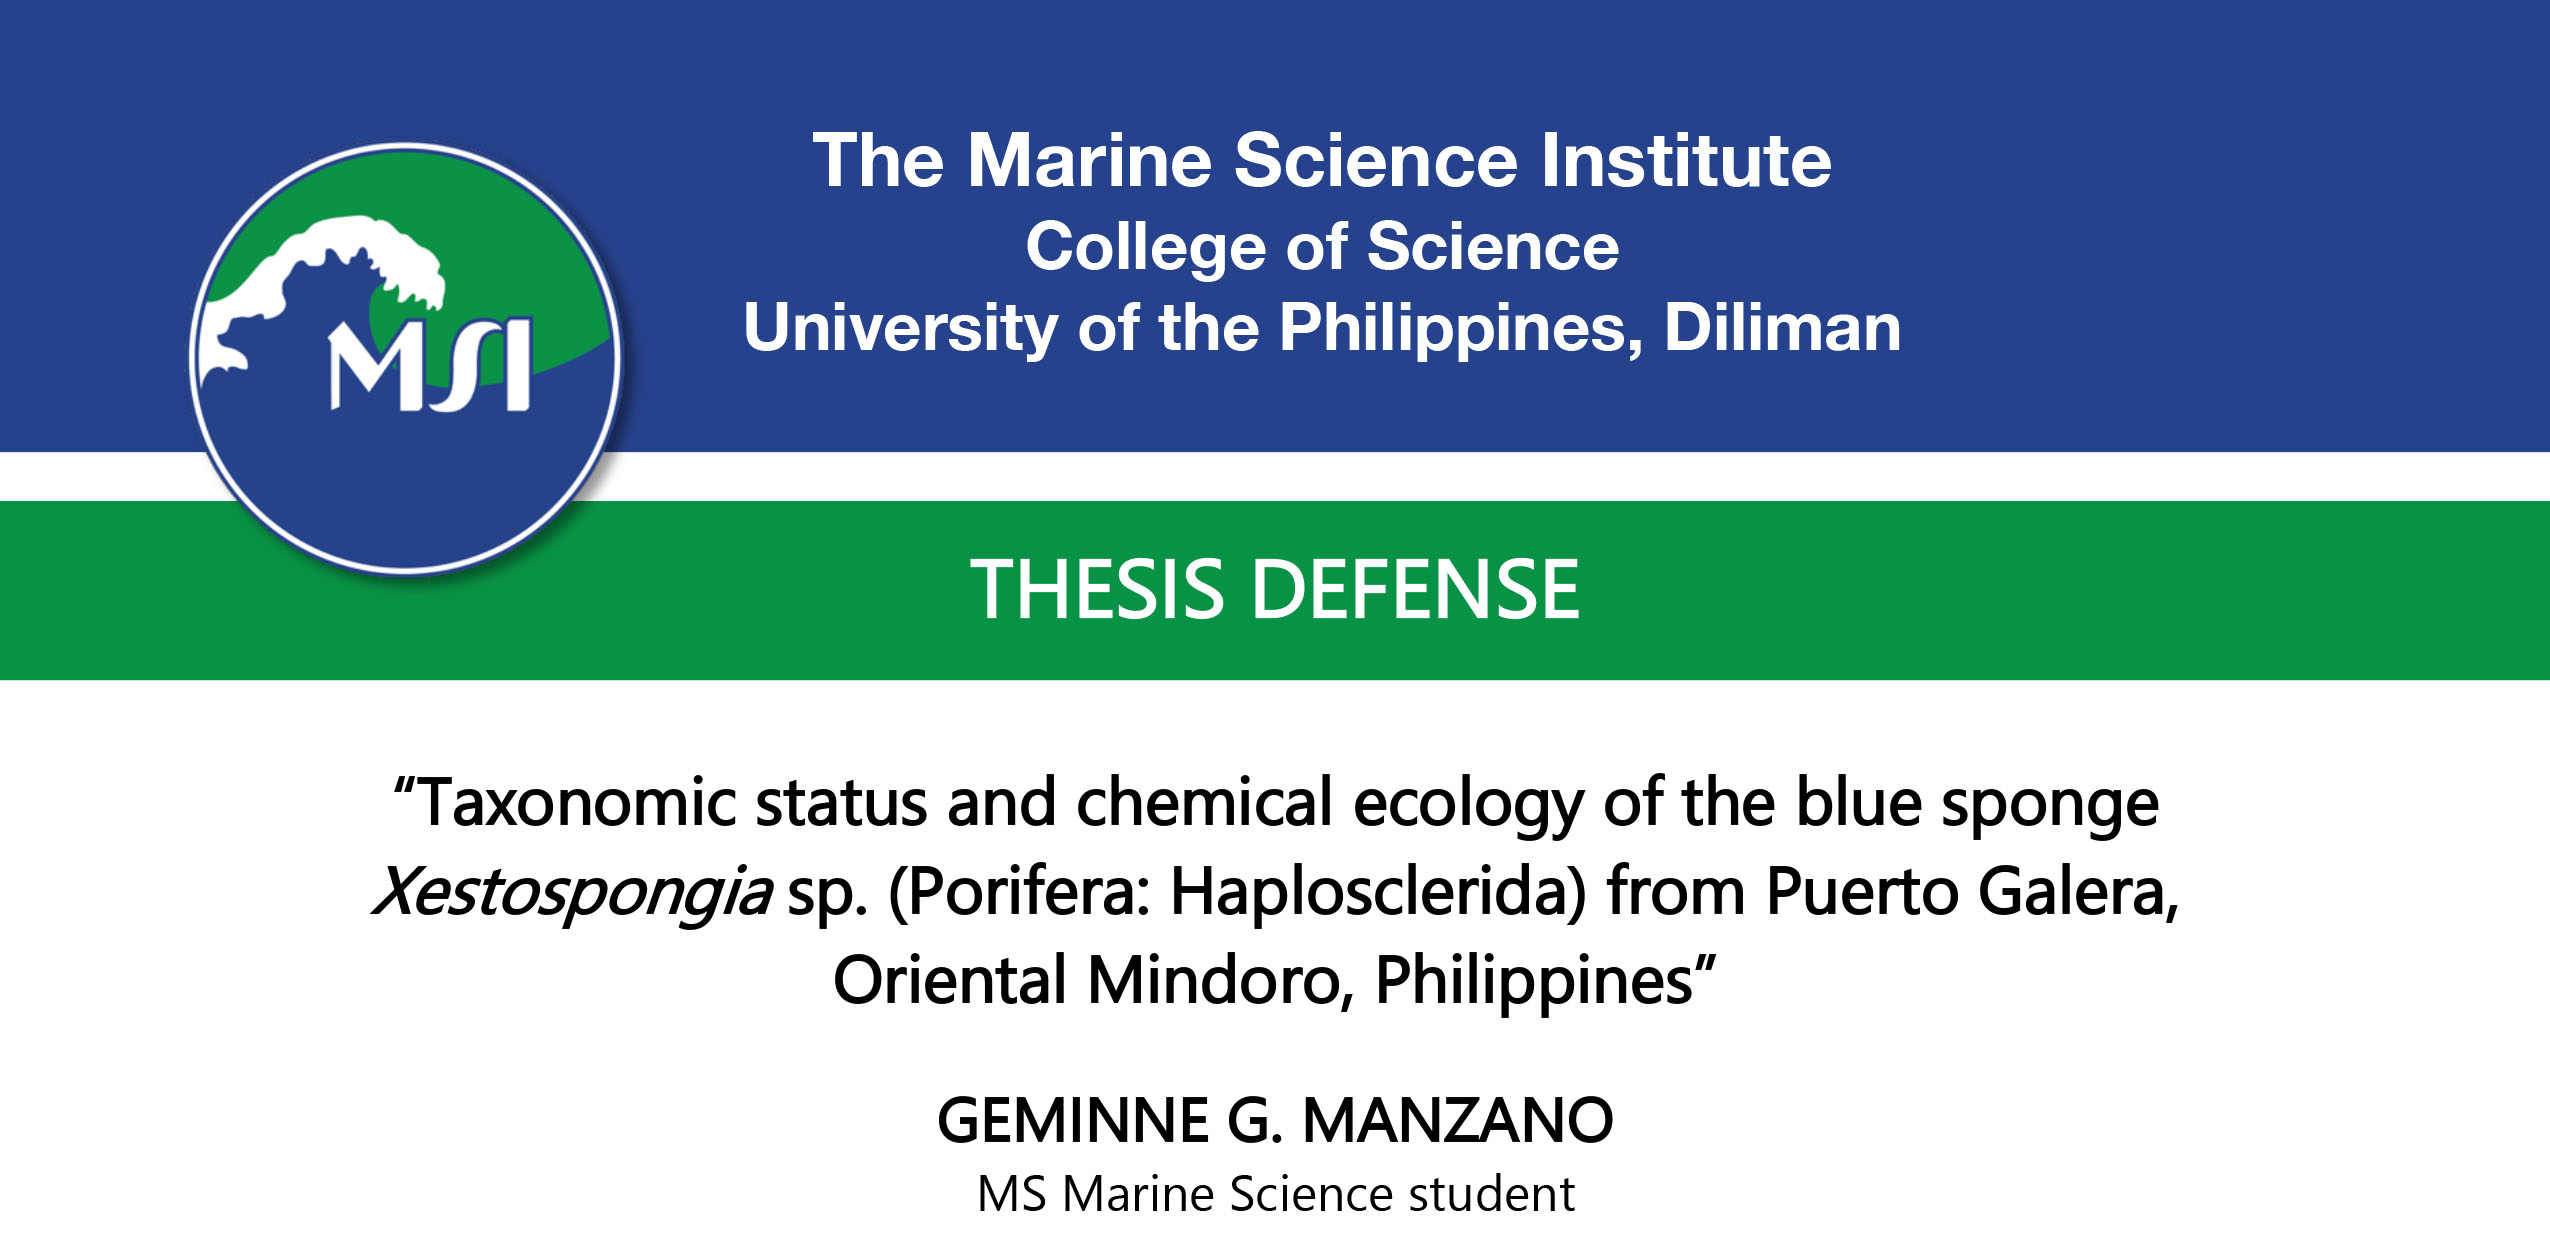 The Marine Science Institute
College of Science
University of the Philippines, Diliman
MSI
THESIS DEFENSE
“Taxonomic status and chemical ecology of the blue sponge
Xestospongia sp. (Porifera: Haplosclerida) from Puerto Galera,
Oriental Mindoro, Philippines”
GEMINNE G. MANZANO
MS Marine Science student